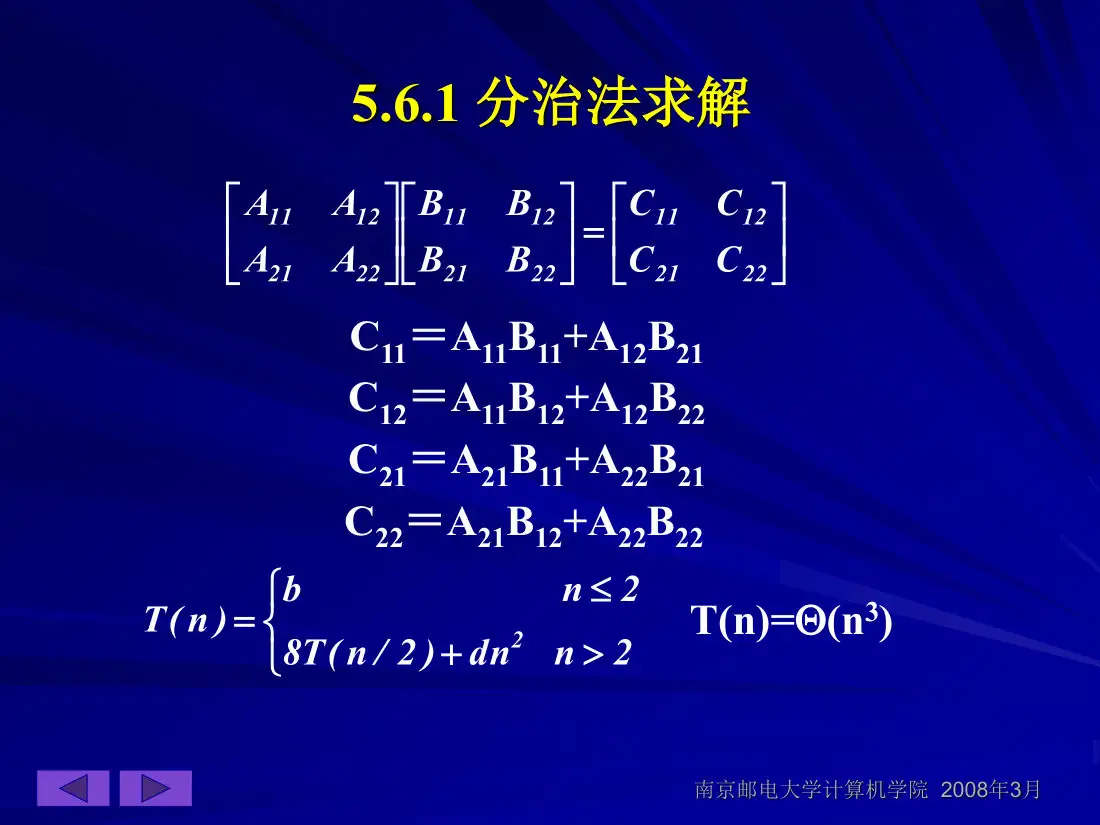 5.6.1 分治法求解
[A11 A12][B11 B12]=[C11 C12]
[A21 A22][B21 B22] [C21 C22]
C11＝A11B11+A12B21
C12＝A11B12+A12B22
C21＝A21B11+A22B21
C22＝A21B12+A22B22
T(n)={b n≤2
8T(n/2)+dn² n>2
T(n)=Θ(n³)
南京邮电大学计算机学院 2008年3月